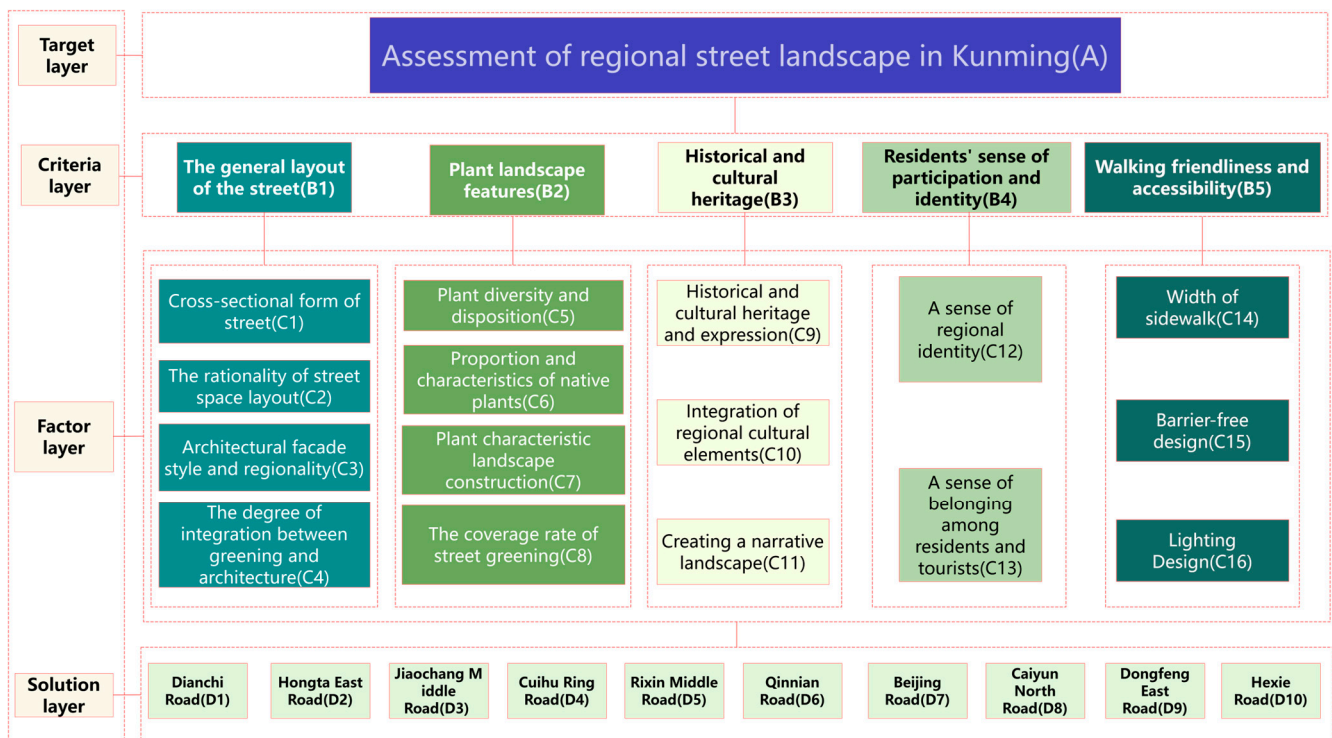 Target
layer
Assessment of regional street landscape in Kunming(A)
Criteria
layer
The general layout
of the street(B1)
Plant landscape
features(B2)
Historical and
cultural
heritage(B3)
Residents' sense of
participation and
identity(B4)
Walking friendliness and
accessibility(B5)
Factor
layer
Cross-sectional form of
street(C1)
The rationality of street
space layout(C2)
Architectural facade
style and regionality(C3)
The degree of
integration between
greening and
architecture(C4)
Plant diversity and
disposition(C5)
Proportion and
characteristics of native
plants(C6)
Plant characteristic
landscape
construction(C7)
The coverage rate of
street greening(C8)
Historical and
cultural heritage
and expression(C9)
Integration of
regional cultural
elements(C10)
Creating a narrative
landscape(C11)
A sense of
regional
identity(C12)
A sense of
belonging
among
residents and
tourists(C13)
Width of
sidewalk(C14)
Barrier-free
design(C15)
Lighting
Design(C16)
Solution
layer
Dianchi
Road(D1)
Hongta East
Road(D2)
Jiaochang M
iddle
Road(D3)
Cuihu Ring
Road(D4)
Rixin Middle
Road(D5)
Qinnian
Road(D6)
Beijing
Road(D7)
Caiyun
North
Road(D8)
Dongfeng
East
Road(D9)
Hexie
Road(D10)